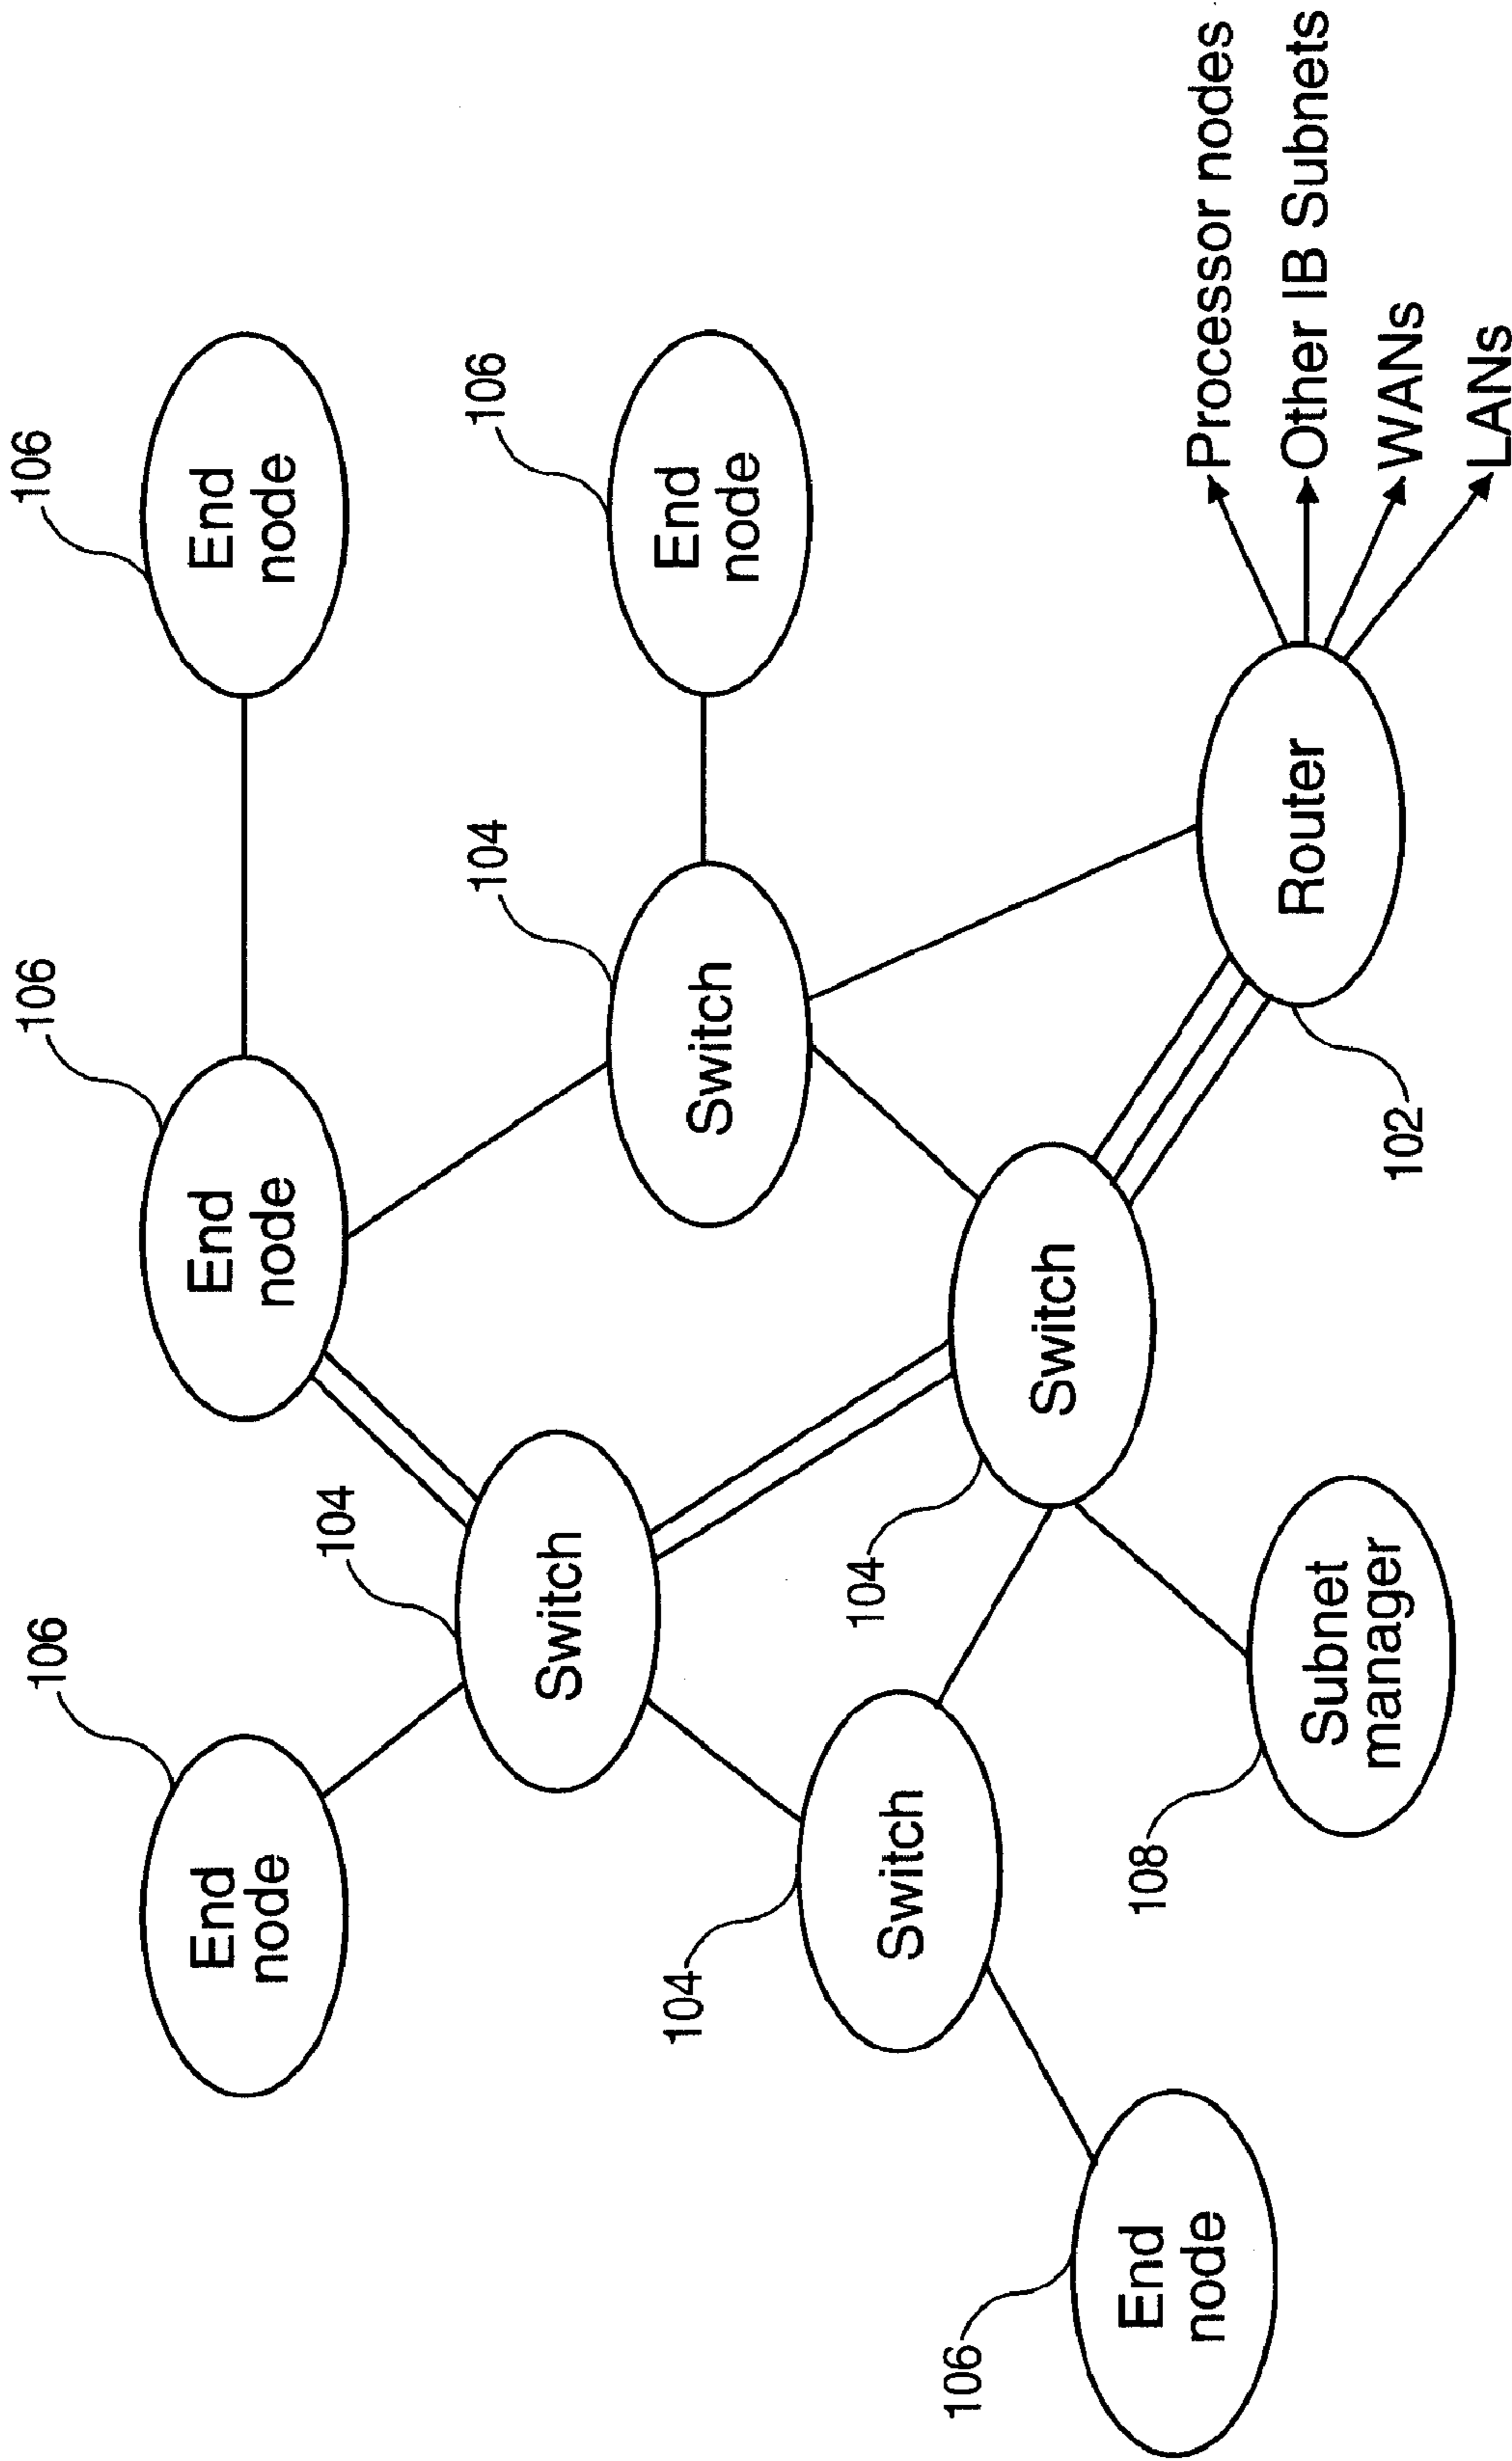 106
106
106
End
node
End
node
End
node
104
104
106
Switch
Switch
End
node
104
104
Switch
Switch
106
End
node
108
Subnet
manager
Router
102
Processor nodes
Other IB Subnets
WANs
LANs